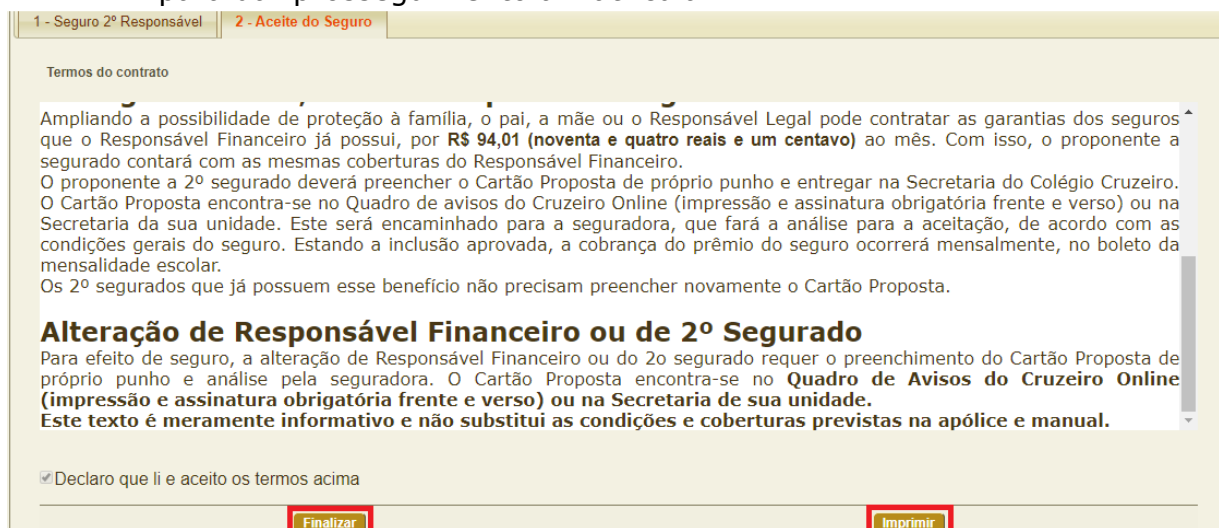 1 - Seguro 2º Responsável 2 - Aceite do Seguro
Termos do contrato
Ampliando a possibilidade de proteção à família, o pai, a mãe ou o Responsável Legal pode contratar as garantias dos seguros
que o Responsável Financeiro já possui, por R$ 94,01 (noventa e quatro reais e um centavo) ao mês. Com isso, o proponente a
segurado contará com as mesmas coberturas do Responsável Financeiro.
O proponente a 2º segurado deverá preencher o Cartão Proposta de próprio punho e entregar na Secretaria do Colégio Cruzeiro.
O Cartão Proposta encontra-se no Quadro de avisos do Cruzeiro Online (impressão e assinatura obrigatória frente e verso) ou na
Secretaria da sua unidade. Este será encaminhado para a seguradora, que fará a análise para a aceitação, de acordo com as
condições gerais do seguro. Estando a inclusão aprovada, a cobrança do prêmio do seguro ocorrerá mensalmente, no boleto da
mensalidade escolar.
Os 2º segurados que já possuem esse benefício não precisam preencher novamente o Cartão Proposta.
Alteração de Responsável Financeiro ou de 2º Segurado
Para efeito de seguro, a alteração de Responsável Financeiro ou do 2o segurado requer o preenchimento do Cartão Proposta de
próprio punho e análise pela seguradora. O Cartão Proposta encontra-se no Quadro de Avisos do Cruzeiro Online
(impressão e assinatura obrigatória frente e verso) ou na Secretaria de sua unidade.
Este texto é meramente informativo e não substitui as condições e coberturas previstas na apólice e manual.
Declaro que li e aceito os termos acima
Finalizar Imprimir